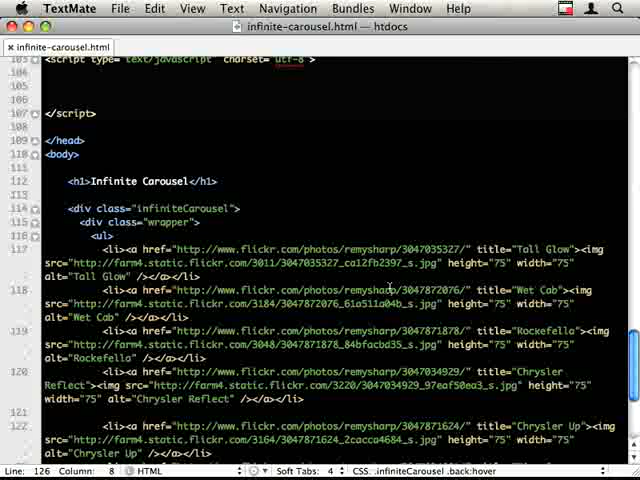 TextMate File Edit View Text Navigation Bundles Window Help
infinite-carousel.html — htdocs
× infinite-carousel.html
103 <script type="text/javascript" charset="utf-8">
104
105
106
107 </script>
108
109 </head>
110 <body>
111
112 <h1>Infinite Carousel</h1>
113
114 <div class="infiniteCarousel">
115 <div class="wrapper">
116 <ul>
117 <li><a href="http://www.flickr.com/photos/remysharp/3047035327/" title="Tall Glow"><img
src="http://farm4.static.flickr.com/3011/3047035327_ca12fb2397_s.jpg" height="75" width="75"
alt="Tall Glow" /></a></li>
118 <li><a href="http://www.flickr.com/photos/remysharp/3047872076/" title="Wet Cab"><img
src="http://farm4.static.flickr.com/3184/3047872076_61a511a04b_s.jpg" height="75" width="75"
alt="Wet Cab" /></a></li>
119 <li><a href="http://www.flickr.com/photos/remysharp/3047871878/" title="Rockefella"><img
src="http://farm4.static.flickr.com/3048/3047871878_84bfacbd35_s.jpg" height="75" width="75"
alt="Rockefella" /></a></li>
120 <li><a href="http://www.flickr.com/photos/remysharp/3047034929/" title="Chrysler
Reflect"><img src="http://farm4.static.flickr.com/3220/3047034929_97eaf50ea3_s.jpg" height="75"
width="75" alt="Chrysler Reflect" /></a></li>
121
122 <li><a href="http://www.flickr.com/photos/remysharp/3047871624/" title="Chrysler Up"><img
src="http://farm4.static.flickr.com/3164/3047871624_2cacca4684_s.jpg" height="75" width="75"
alt="Chrysler Up" /></a></li>
Line: 126 Column: 8 HTML Soft Tabs: 4 CSS: .infiniteCarousel .back:hover